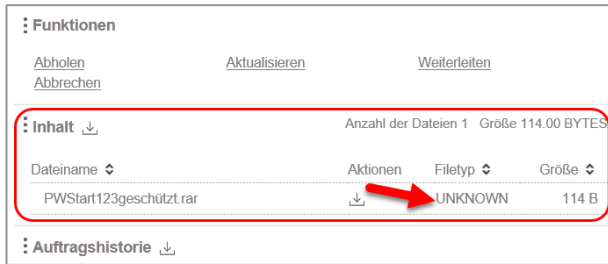 Funktionen
Abholen Aktualisieren Weiterleiten
Abbrechen
Inhalt Anzahl der Dateien 1 Größe 114.00 BYTES
Dateiname Aktionen Filetyp Größe
PWStart123geschützt.rar UNKNOWN 114 B
Auftragshistorie